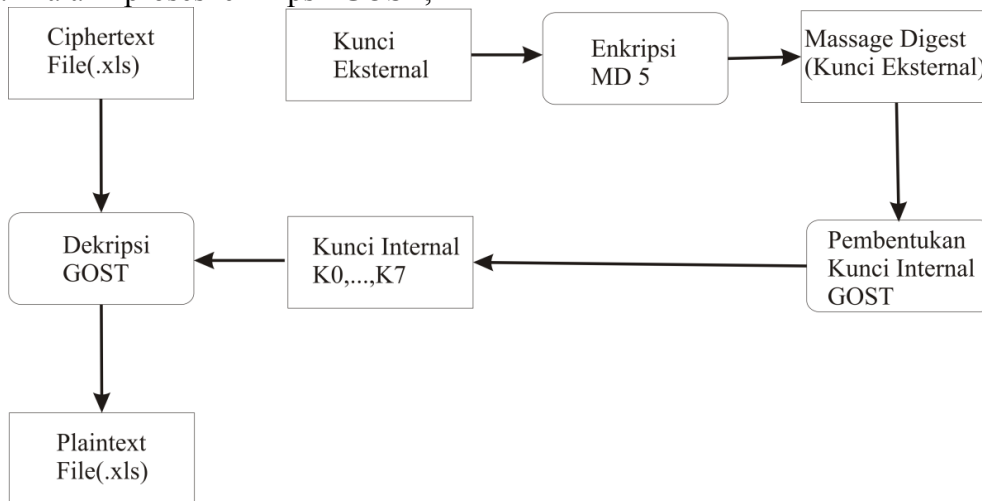 GOST,
Ciphertext
File(.xls)
Kunci
Eksternal
Enkripsi
MD 5
Massage Digest
(Kunci Eksternal)
Dekripsi
GOST
Kunci Internal
K0,...,K7
Pembentukan
Kunci Internal
GOST
Plaintext
File(.xls)